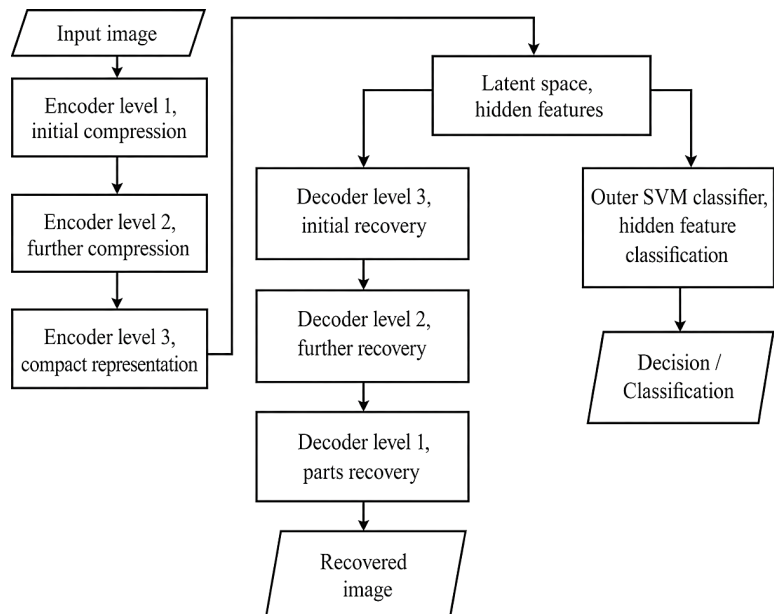 Input image
Encoder level 1,
initial compression
Encoder level 2,
further compression
Encoder level 3,
compact representation
Latent space,
hidden features
Decoder level 3,
initial recovery
Decoder level 2,
further recovery
Decoder level 1,
parts recovery
Recovered
image
Outer SVM classifier,
hidden feature
classification
Decision /
Classification